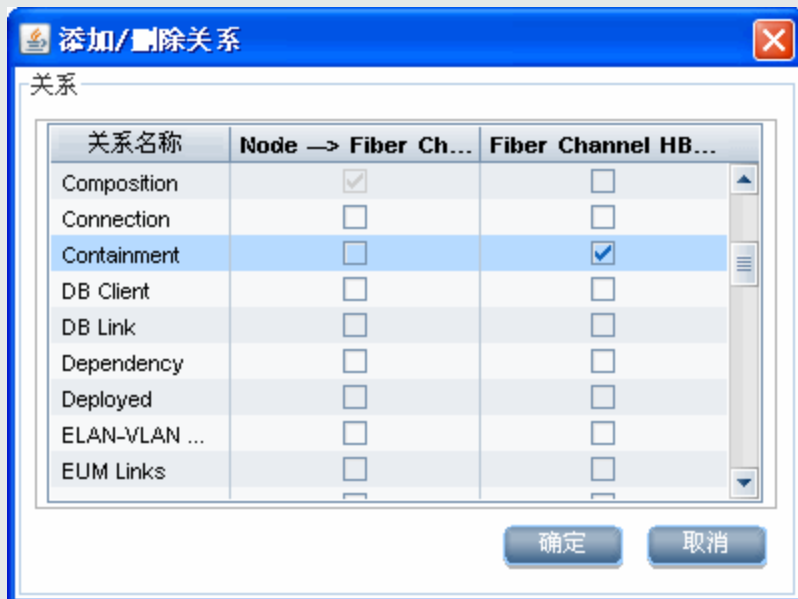 添加/删除关系
关系
关系名称 Node —> Fiber Ch... Fiber Channel HB...
Composition
Connection
Containment
DB Client
DB Link
Dependency
Deployed
ELAN-VLAN ...
EUM Links
确定 取消